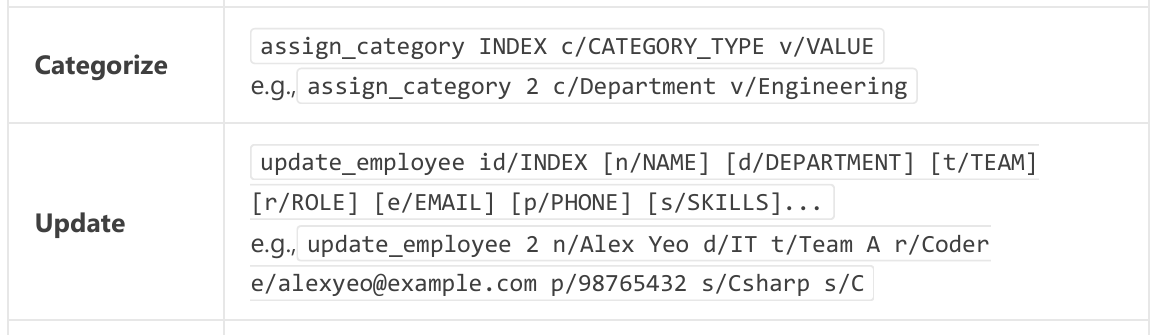 Categorize
assign_category INDEX c/CATEGORY_TYPE v/VALUE
e.g., assign_category 2 c/Department v/Engineering
Update
update_employee id/INDEX [n/NAME] [d/DEPARTMENT] [t/TEAM]
[r/ROLE] [e/EMAIL] [p/PHONE] [s/SKILLS]...
e.g., update_employee 2 n/Alex Yeo d/IT t/Team A r/Coder
e/alexyeo@example.com p/98765432 s/Csharp s/C